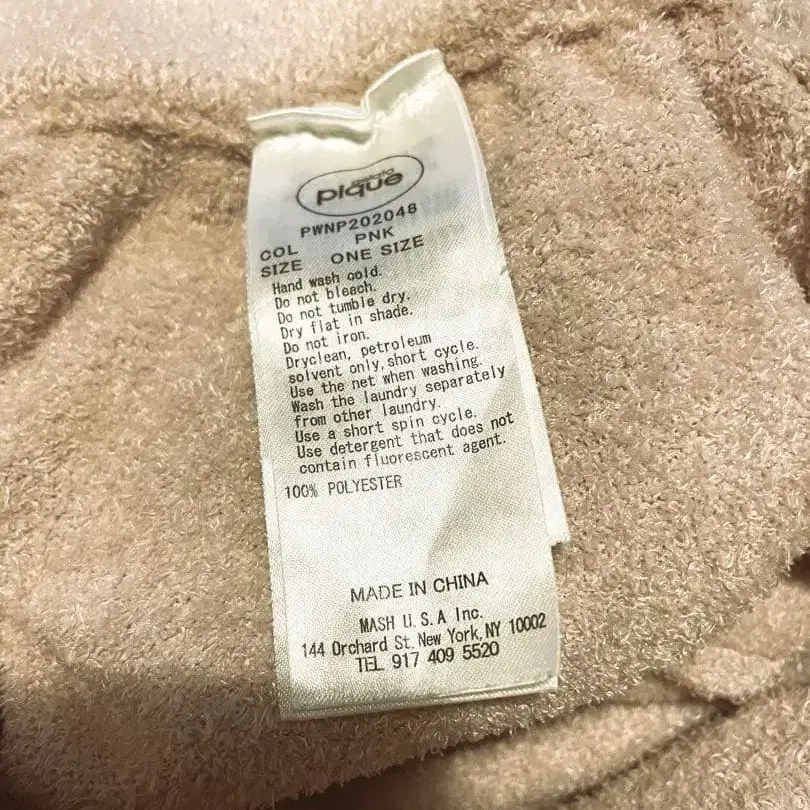 gelato
pique
PWNP202048
COL PNK
SIZE ONE SIZE
Hand wash cold.
Do not bleach.
Do not tumble dry.
Dry flat in shade.
Do not iron.
Dryclean, petroleum
solvent only, short cycle.
Use the net when washing.
Wash the laundry separately
from other laundry.
Use a short spin cycle.
Use detergent that does not
contain fluorescent agent.
100% POLYESTER
MADE IN CHINA
MASH U.S.A Inc.
144 Orchard St. New York, NY 10002
TEL 917 409 5520